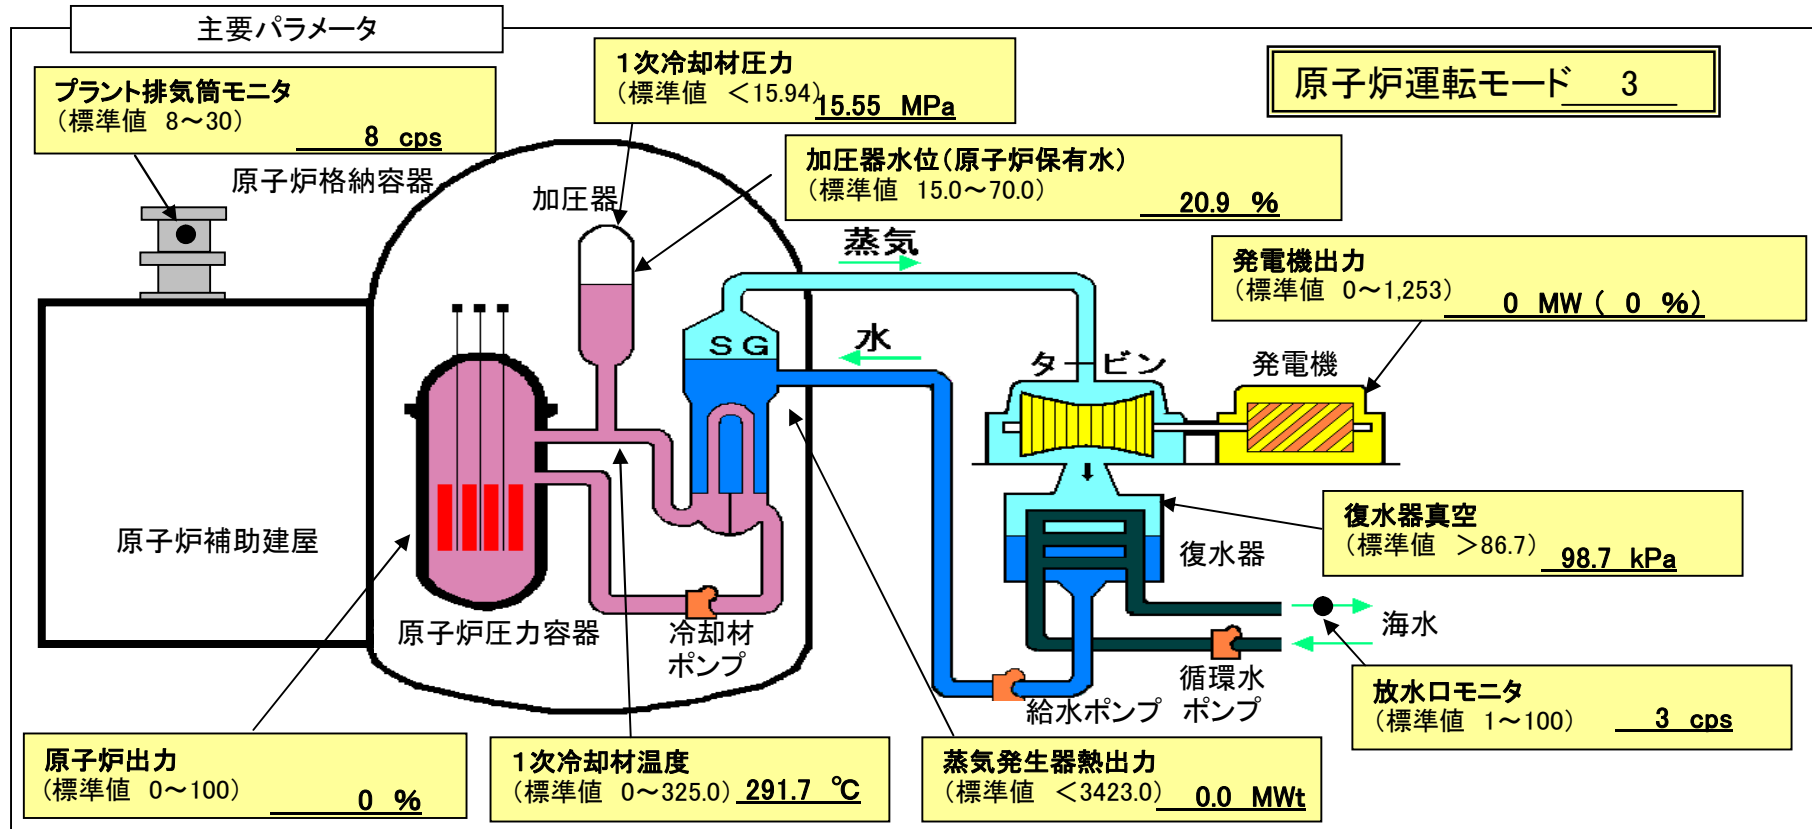 主要パラメータ
プラント排気筒モニタ
(標準値 8～30) 8 cps
1次冷却材圧力
(標準値 ＜15.94) 15.55 MPa
原子炉運転モード 3
加圧器水位(原子炉保有水)
(標準値 15.0～70.0) 20.9 %
原子炉格納容器
加圧器
蒸気
発電機出力
(標準値 0～1,253) 0 MW ( 0 %)
水
SG
タービン
発電機
原子炉補助建屋
復水器真空
(標準値 ＞86.7) 98.7 kPa
復水器
原子炉圧力容器
冷却材
ポンプ
海水
循環水
ポンプ
給水ポンプ
放水口モニタ
(標準値 1～100) 3 cps
原子炉出力
(標準値 0～100) 0 %
1次冷却材温度
(標準値 0～325.0) 291.7 ℃
蒸気発生器熱出力
(標準値 ＜3423.0) 0.0 MWt